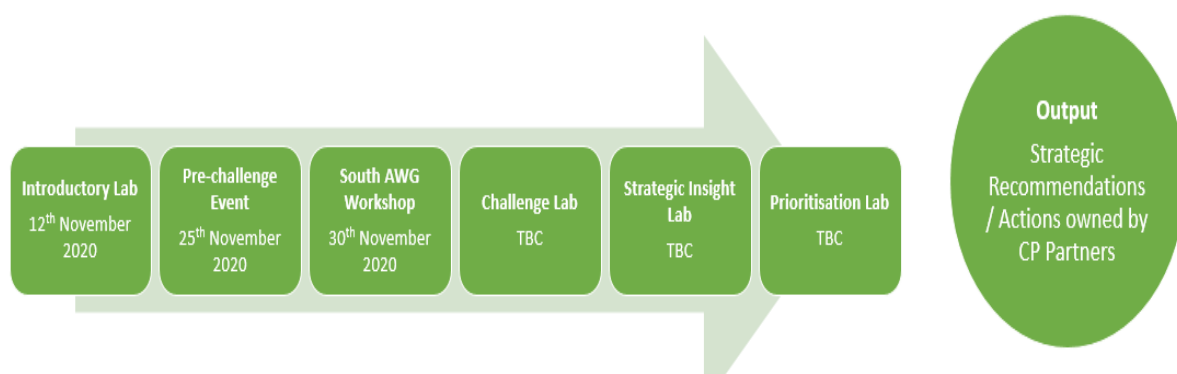 Introductory Lab
12th November
2020
Pre-challenge
Event
25th November
2020
South AWG
Workshop
30th November
2020
Challenge Lab
TBC
Strategic Insight
Lab
TBC
Prioritisation Lab
TBC
Output
Strategic
Recommendations
/ Actions owned by
CP Partners